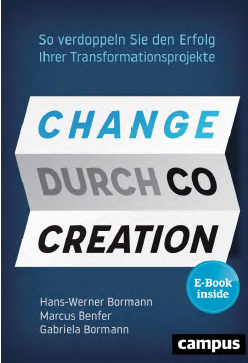 So verdoppeln Sie den Erfolg
Ihrer Transformationsprojekte
CHANGE
DURCH CO
CREATION
E-Book
inside
Hans-Werner Bormann
Marcus Benfer
Gabriela Bormann
campus